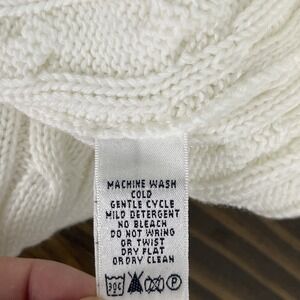 MACHINE WASH
COLD
GENTLE CYCLE
MILD DETERGENT
NO BLEACH
DO NOT WRING
OR TWIST
DRY FLAT
OR DRY CLEAN
30C P